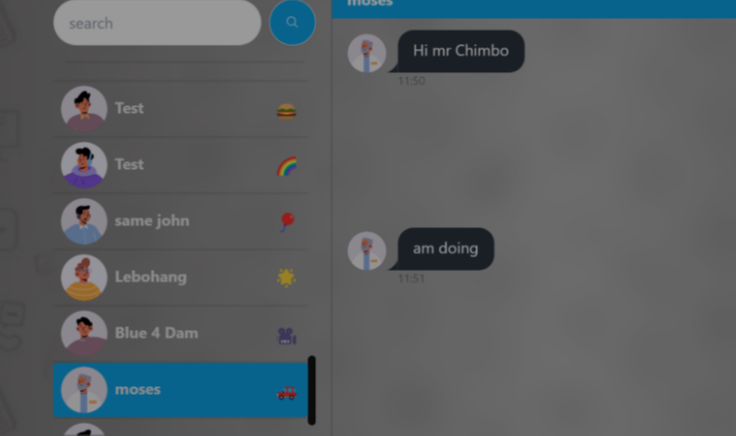 search
Test
Test
same john
Lebohang
Blue 4 Dam
moses
moses
Hi mr Chimbo
11:50
am doing
11:51